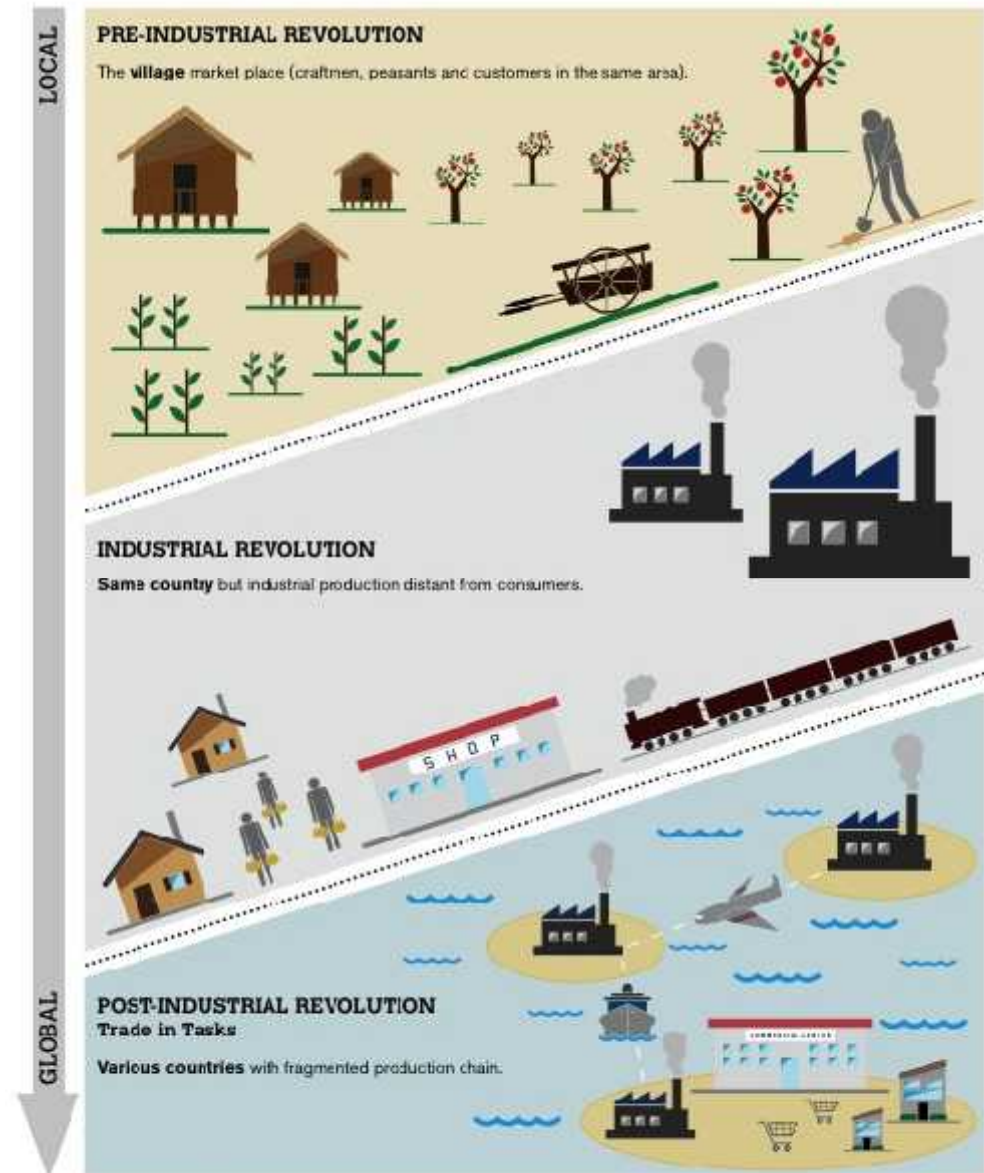 LOCAL
PRE-INDUSTRIAL REVOLUTION
The village market place (craftmen, peasants and customers in the same area).
INDUSTRIAL REVOLUTION
Same country but industrial production distant from consumers.
SHOP
POST-INDUSTRIAL REVOLUTION
Trade in Tasks
Various countries with fragmented production chain.
GLOBAL